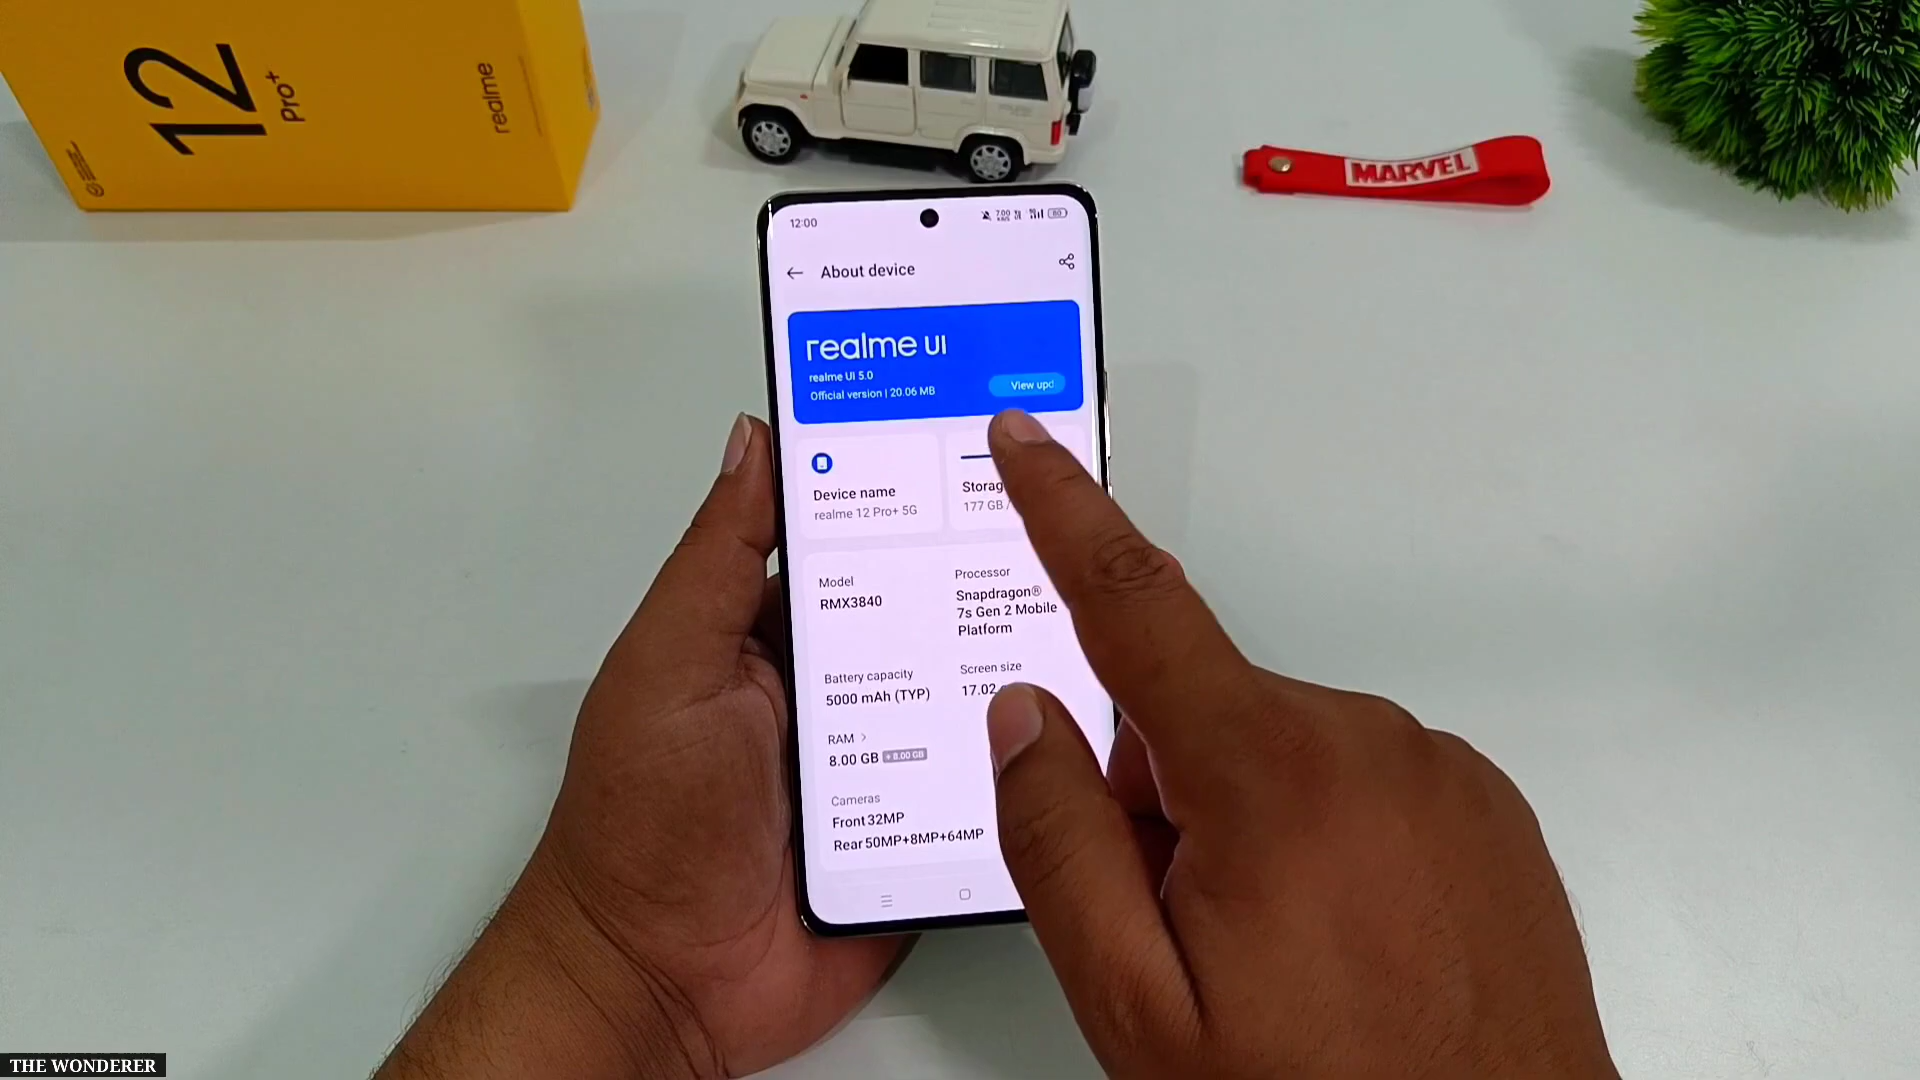 12
Pro+
realme
MARVEL
12:00
About device
realme UI
realme UI 5.0
Official version | 20.06 MB
View upd
Device name
realme 12 Pro+ 5G
Storag
177 GB /
Model
RMX3840
Processor
Snapdragon®
7s Gen 2 Mobile
Platform
Battery capacity
5000 mAh (TYP)
Screen size
17.02
RAM >
8.00 GB + 8.00 GB
Cameras
Front 32MP
Rear 50MP+8MP+64MP
THE WONDERER